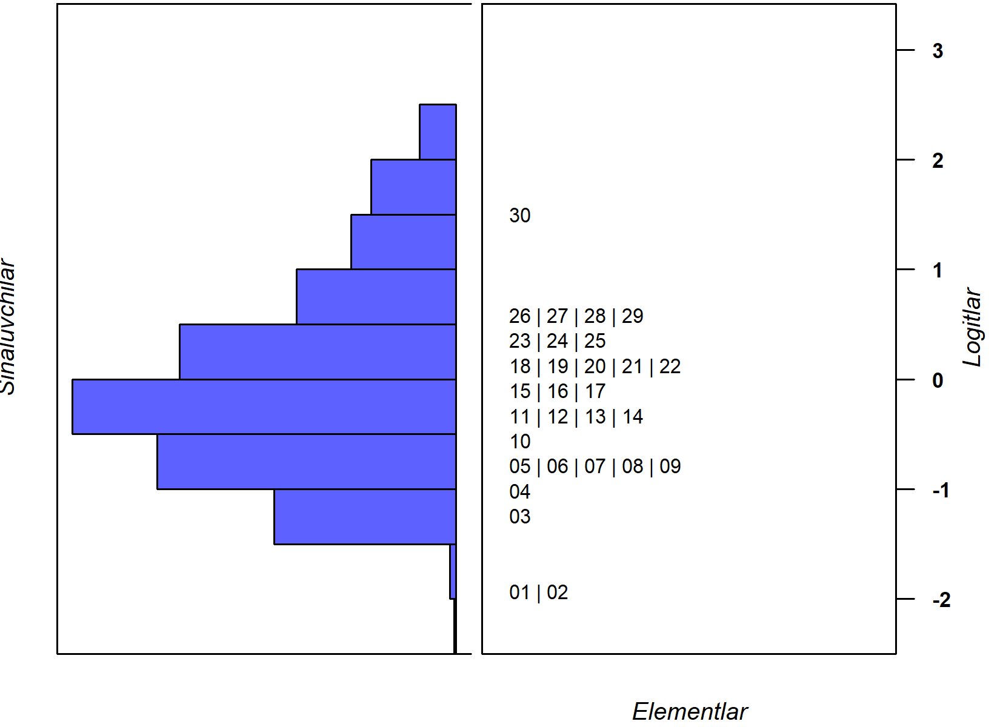 Sinaluvchilar
30
26 | 27 | 28 | 29
23 | 24 | 25
18 | 19 | 20 | 21 | 22
15 | 16 | 17
11 | 12 | 13 | 14
10
05 | 06 | 07 | 08 | 09
04
03
01 | 02
3
2
1
0
-1
-2
Logitlar
Elementlar